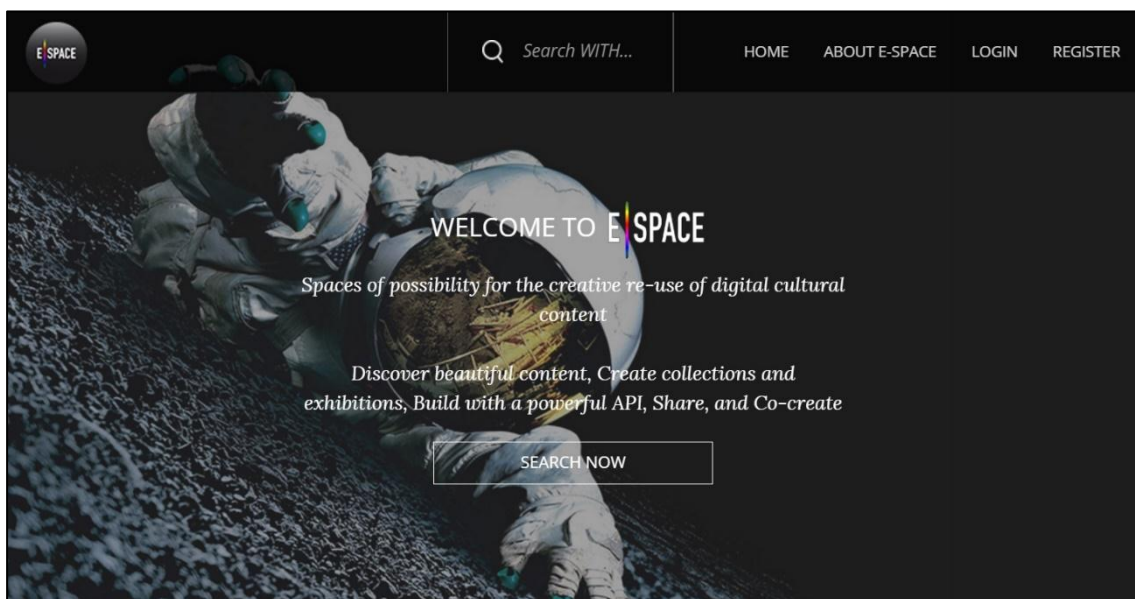 E SPACE
Search WITH...
HOME
ABOUT E-SPACE
LOGIN
REGISTER
WELCOME TO E SPACE
Spaces of possibility for the creative re-use of digital cultural
content
Discover beautiful content, Create collections and
exhibitions, Build with a powerful API, Share, and Co-create
SEARCH NOW